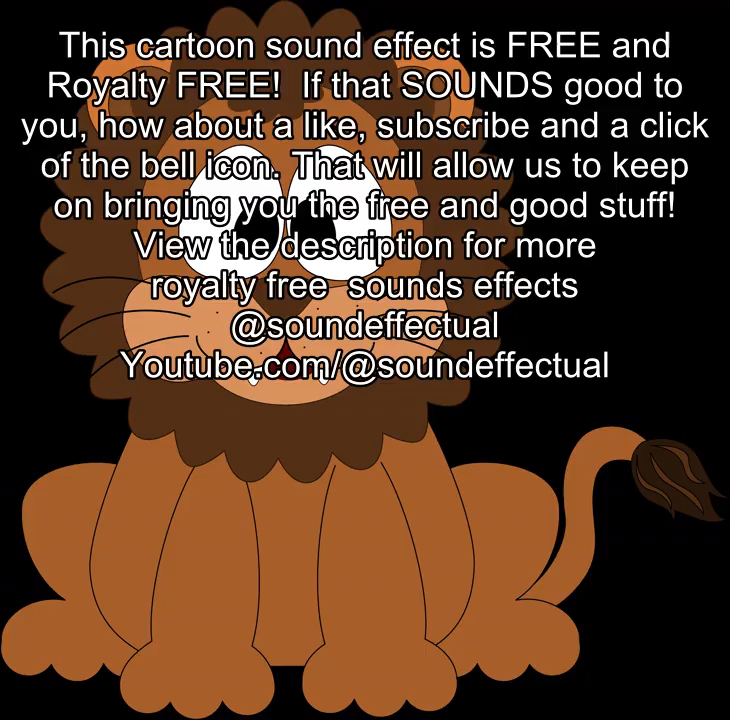 This cartoon sound effect is FREE and
Royalty FREE!  If that SOUNDS good to
you, how about a like, subscribe and a click
of the bell icon. That will allow us to keep
on bringing you the free and good stuff!
View the description for more
royalty free  sounds effects
@soundeffectual
Youtube.com/@soundeffectual